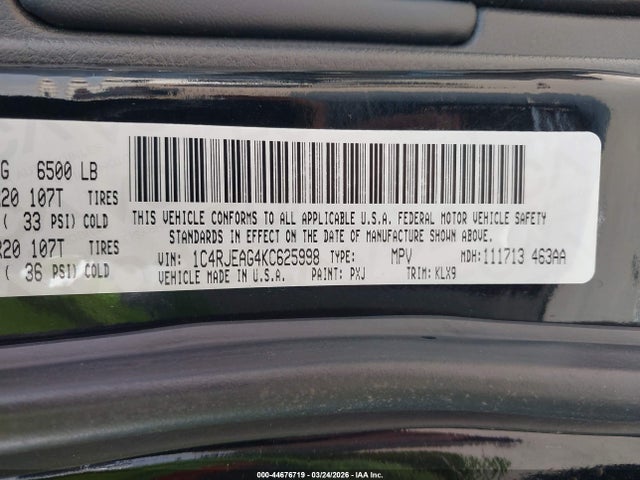 G 6500 LB
R20 107T TIRES
( 33 PSI) COLD
R20 107T TIRES
( 36 PSI) COLD
THIS VEHICLE CONFORMS TO ALL APPLICABLE U.S.A. FEDERAL MOTOR VEHICLE SAFETY
STANDARDS IN EFFECT ON THE DATE OF MANUFACTURE SHOWN ABOVE.
VIN: 1C4RJEAG4KC625998 TYPE: MPV MDH: 111713 463AA
VEHICLE MADE IN U.S.A. PAINT: PXJ TRIM: KLX9
000-44676719 | 03/24/2026 | IAA Inc.